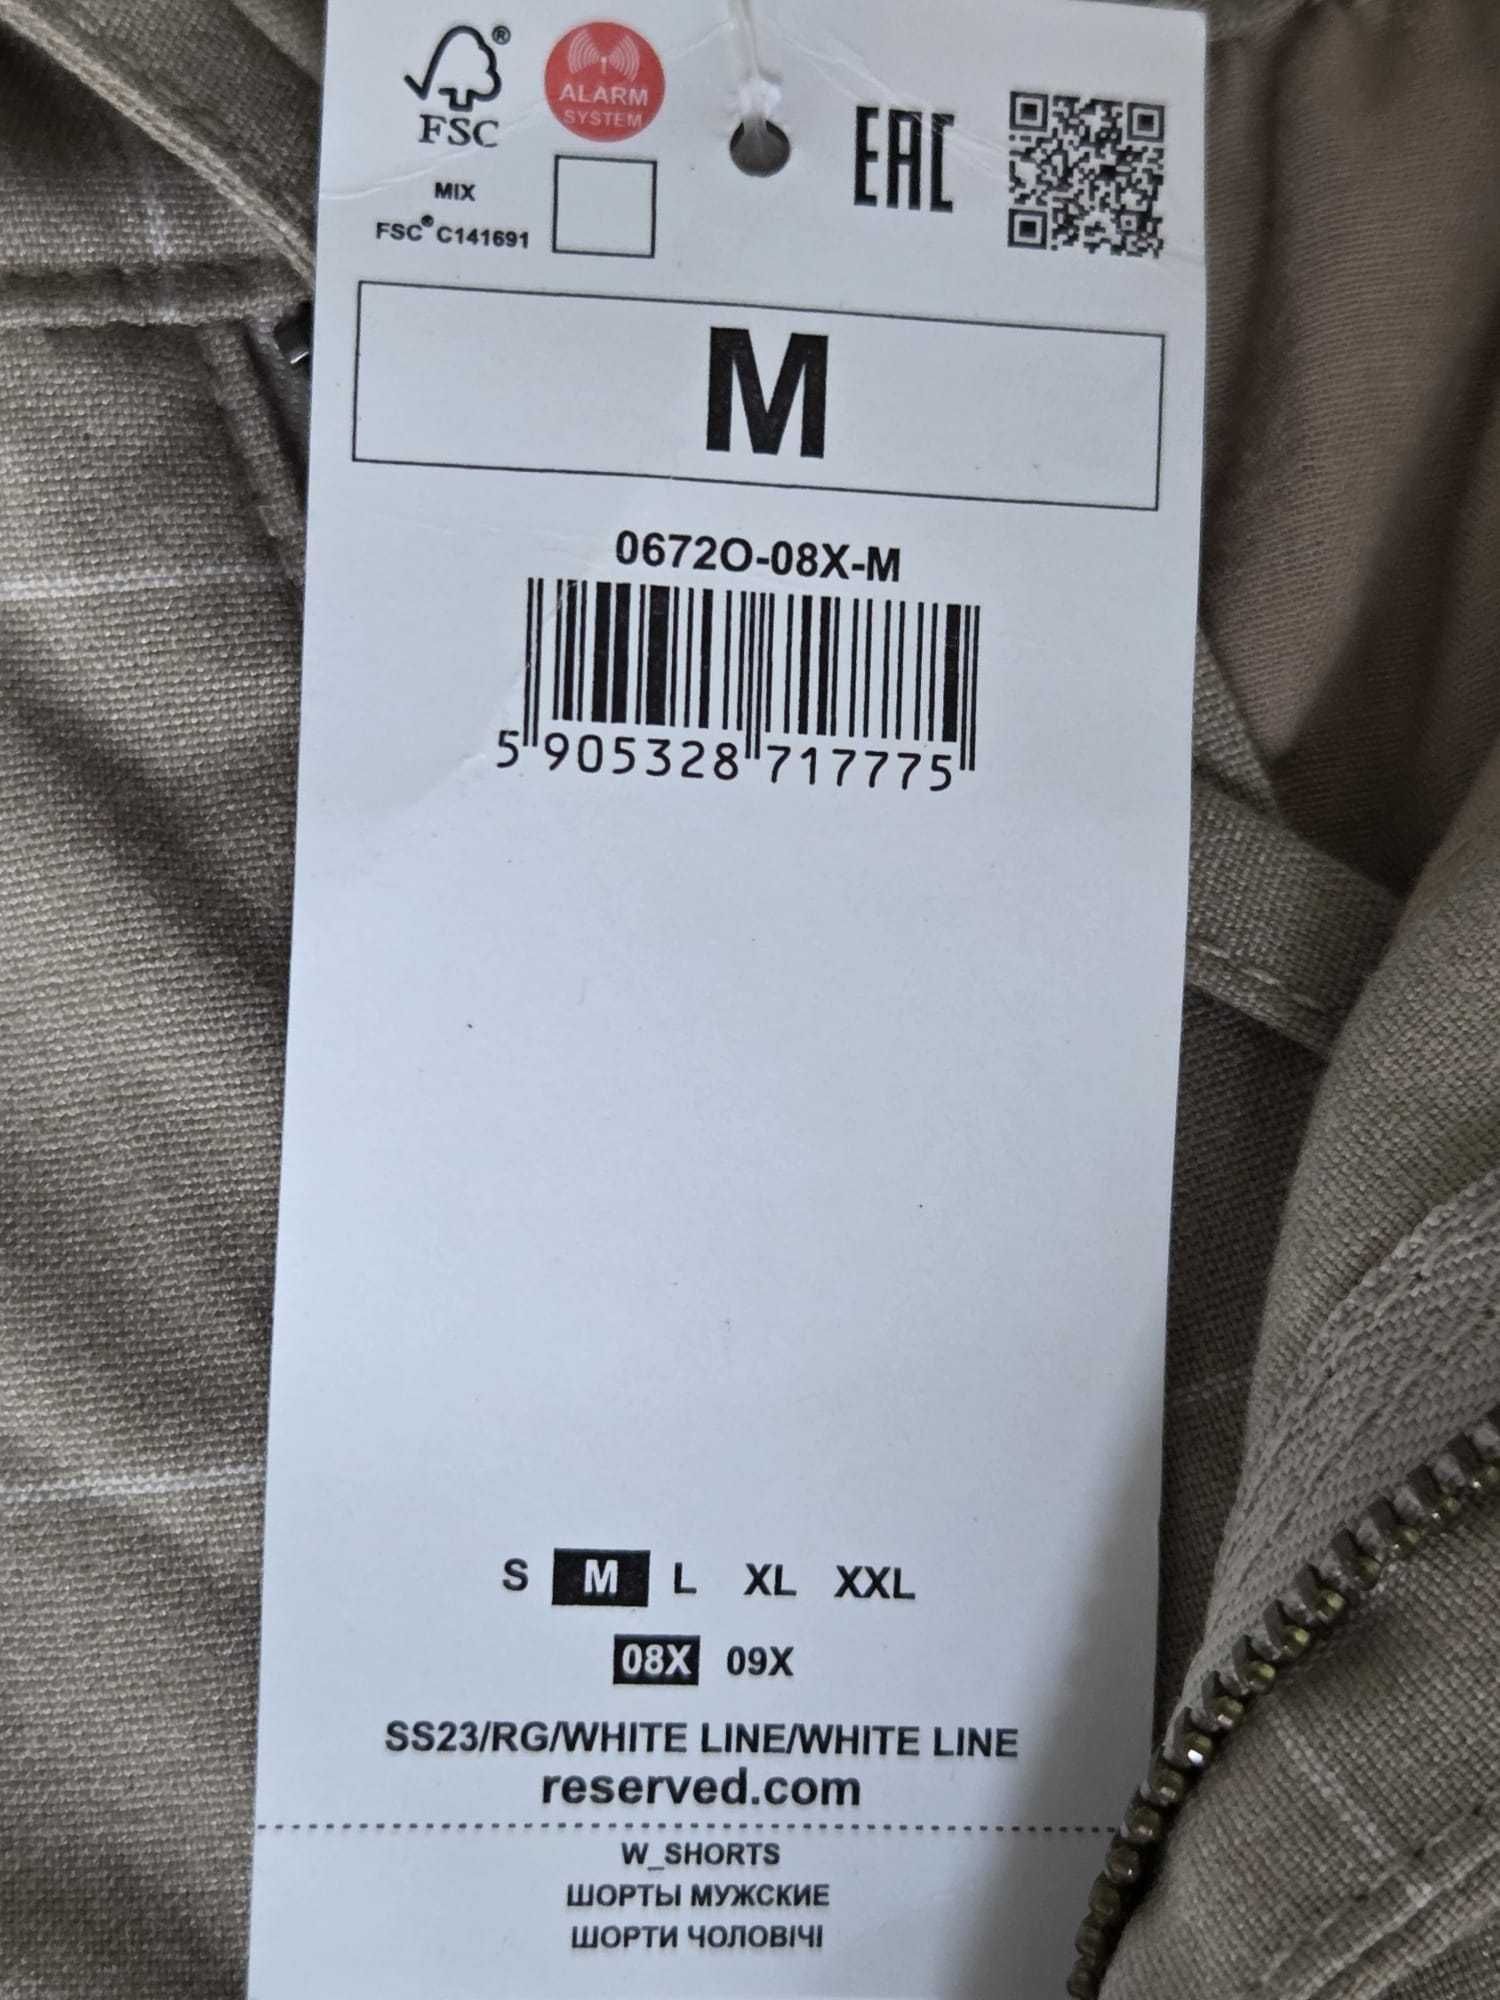 FSC®
ALARM
SYSTEM
EAC
MIX
FSC® C141691
M
0672O-08X-M
5 905328 717775
S M L XL XXL
08X 09X
SS23/RG/WHITE LINE/WHITE LINE
reserved.com
W_SHORTS
ШОРТЫ МУЖСКИЕ
ШОРТИ ЧОЛОВІЧІ